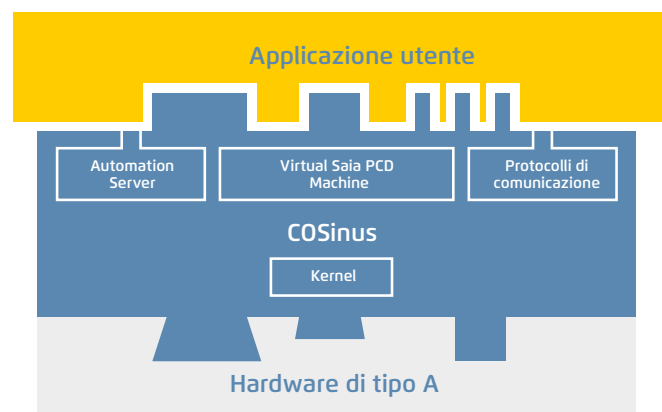 Applicazione utente
Automation
Server
Virtual Saia PCD
Machine
Protocolli di
comunicazione
COSinus
Kernel
Hardware di tipo A